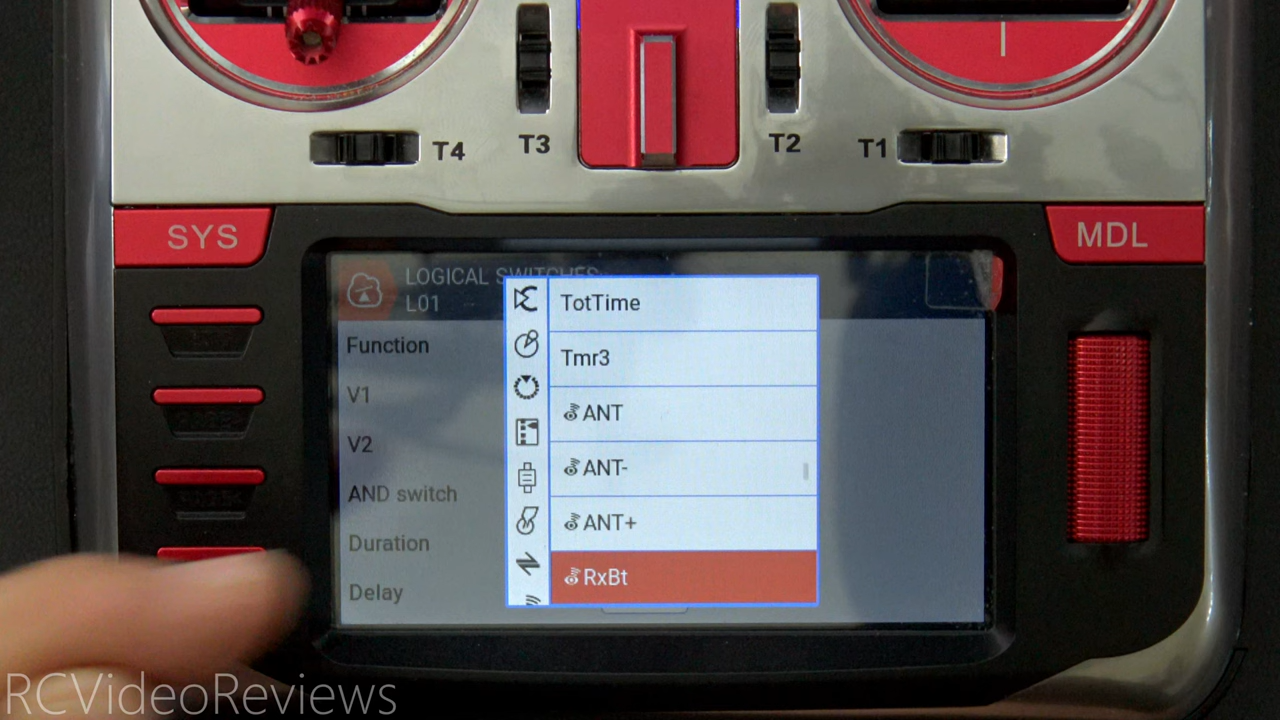 T4
T3
T2
T1
SYS
MDL
LOGICAL SWITCHES
L01
Function
V1
V2
AND switch
Duration
Delay
TotTime
Tmr3
ANT
ANT-
ANT+
RxBt
RCVideoReviews